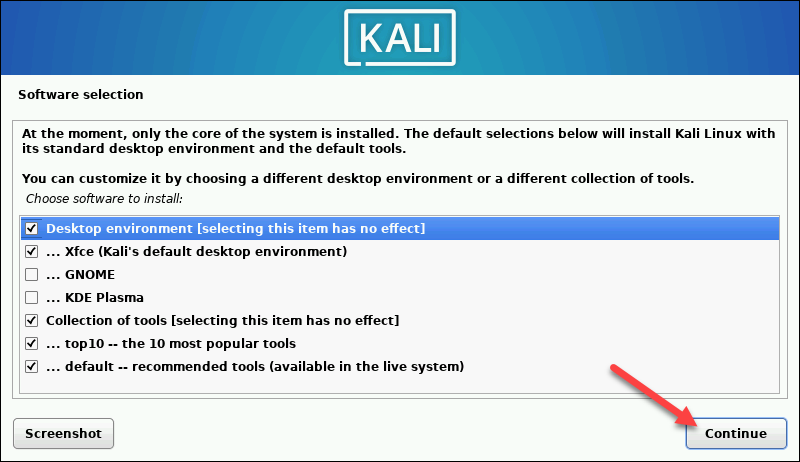 KALI
Software selection
At the moment, only the core of the system is installed. The default selections below will install Kali Linux with
its standard desktop environment and the default tools.
You can customize it by choosing a different desktop environment or a different collection of tools.
Choose software to install:
Desktop environment [selecting this item has no effect]
... Xfce (Kali's default desktop environment)
... GNOME
... KDE Plasma
Collection of tools [selecting this item has no effect]
... top10 -- the 10 most popular tools
... default -- recommended tools (available in the live system)
Screenshot
Continue